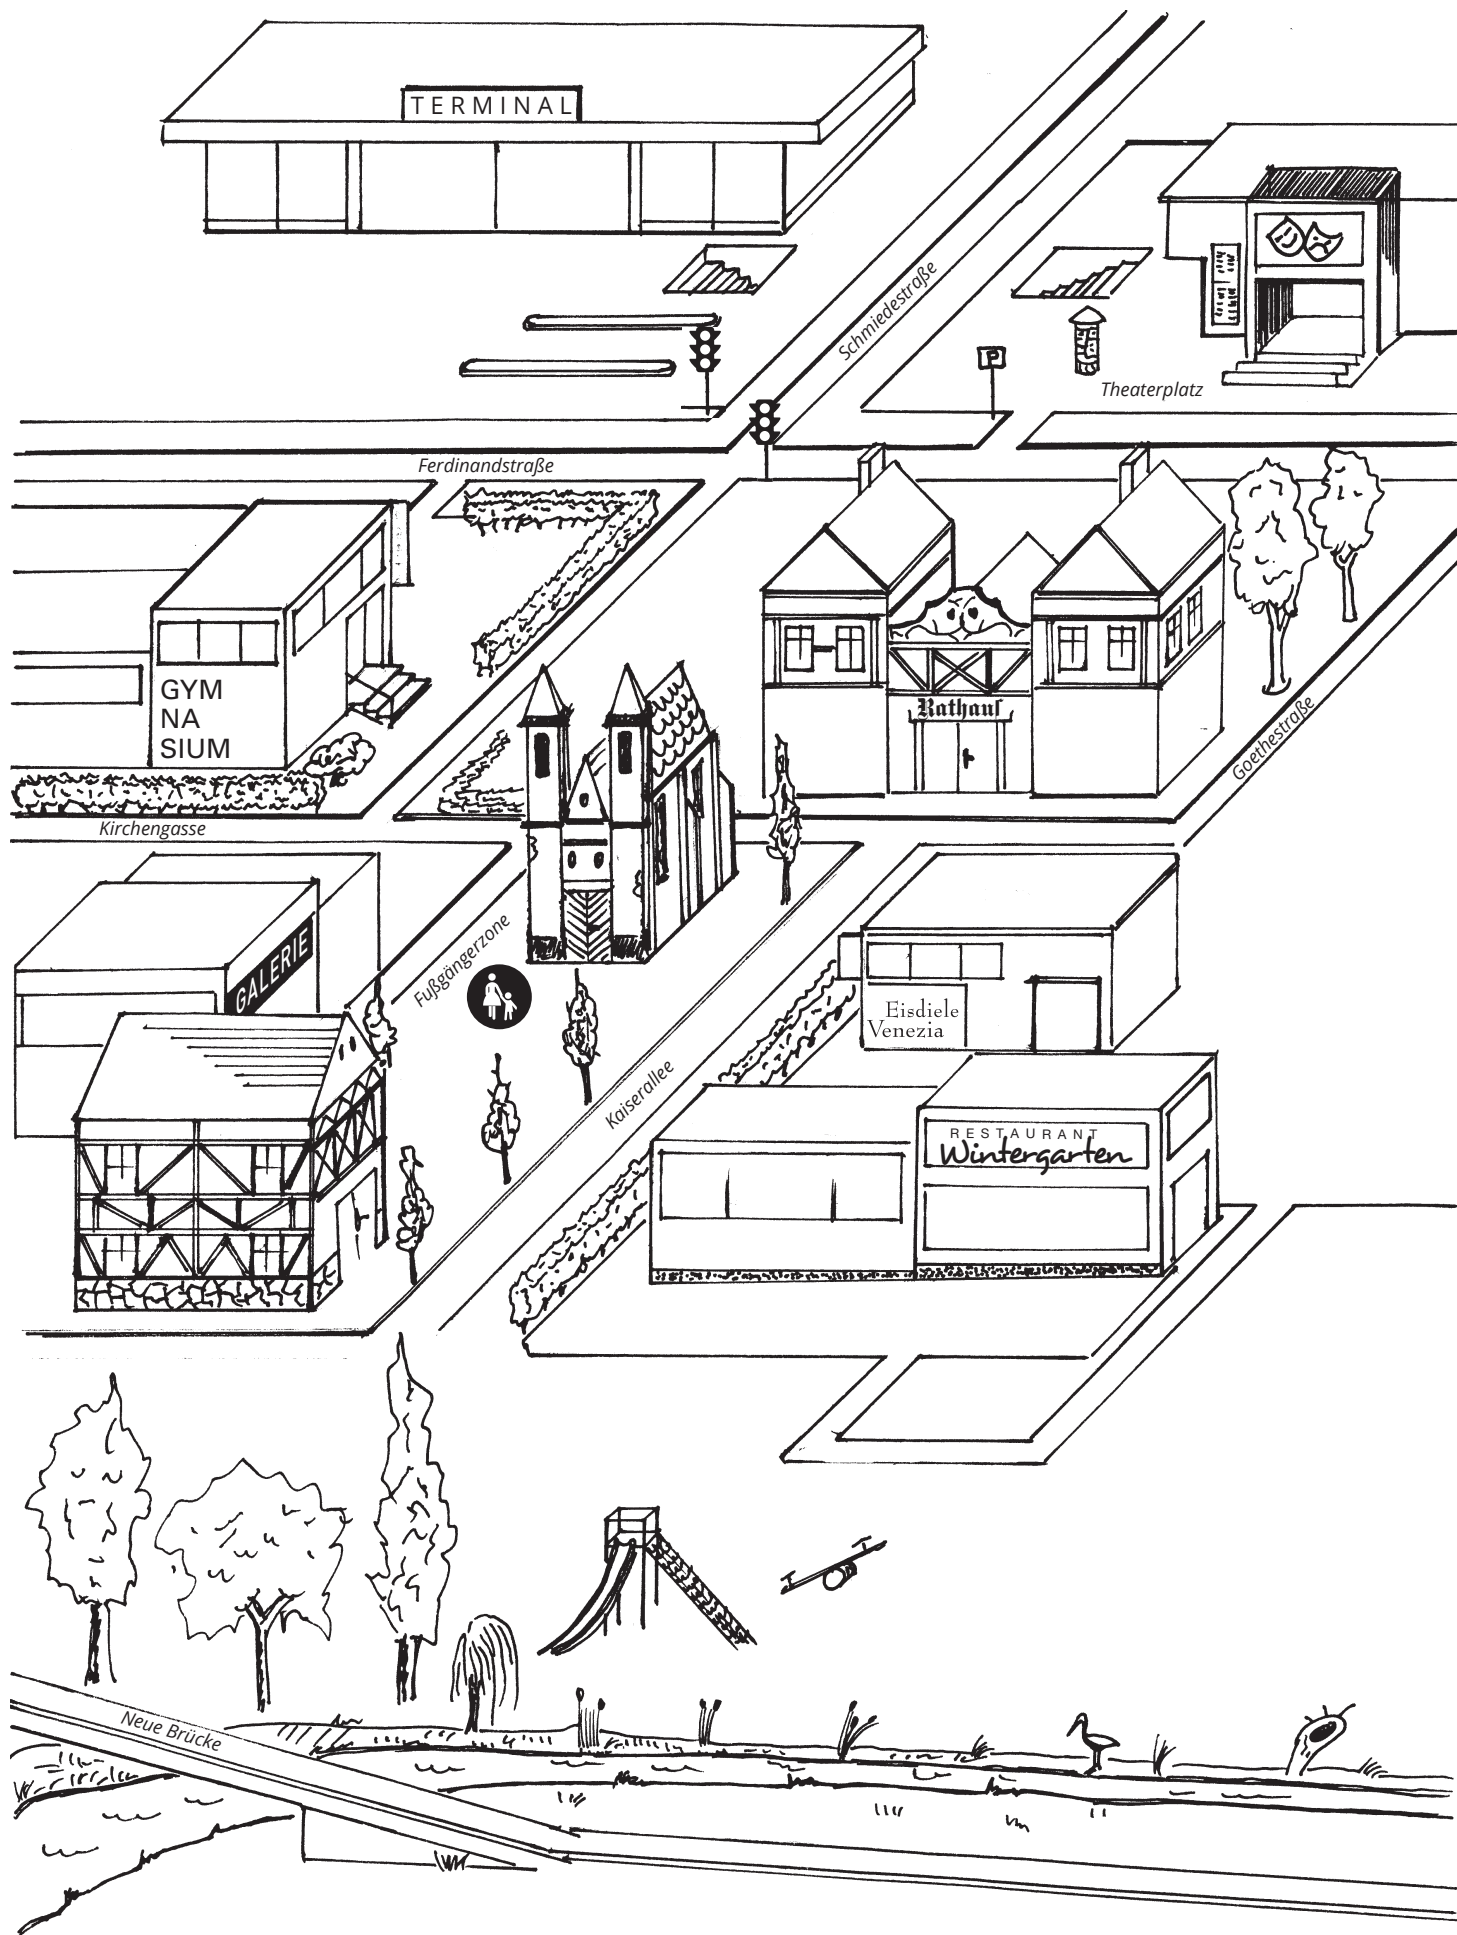 TERMINAL
Schmiedestraße
P
Theaterplatz
Ferdinandstraße
GYM
NA
SIUM
Rathauſ
Goethestraße
Kirchengasse
GALERIE
Fußgängerzone
Eisdiele
Venezia
Kaiserallee
RESTAURANT
Wintergarten
Neue Brücke